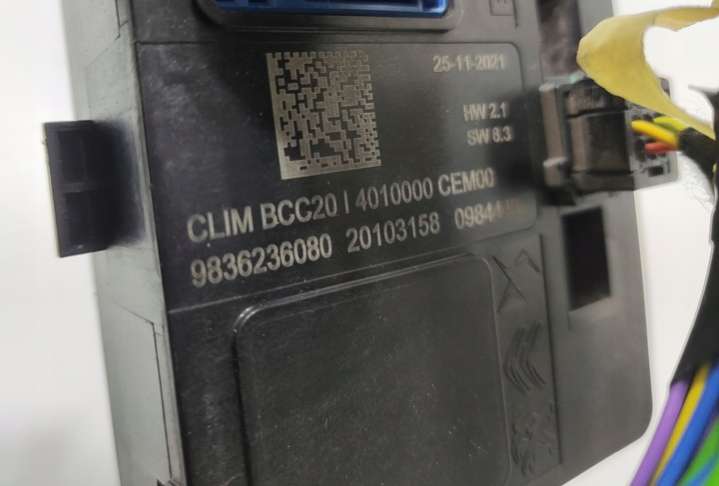 25-11-2021
HW 2.1
SW 8.3
CLIM BCC20 I 4010000 CEM00
9836236080 20103158